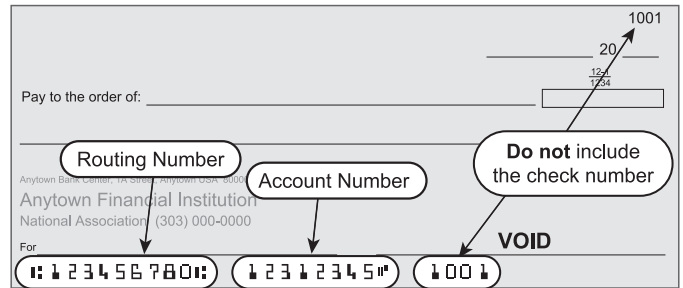 1001
20
12-1
1234
Pay to the order of:
Routing Number
Do not include
the check number
Account Number
Anytown Bank Center, 1A Street, Anytown USA 8000
Anytown Financial Institution
National Association (303) 000-0000
For
VOID
⑆123456780⑆ 12312345⑈ 1001